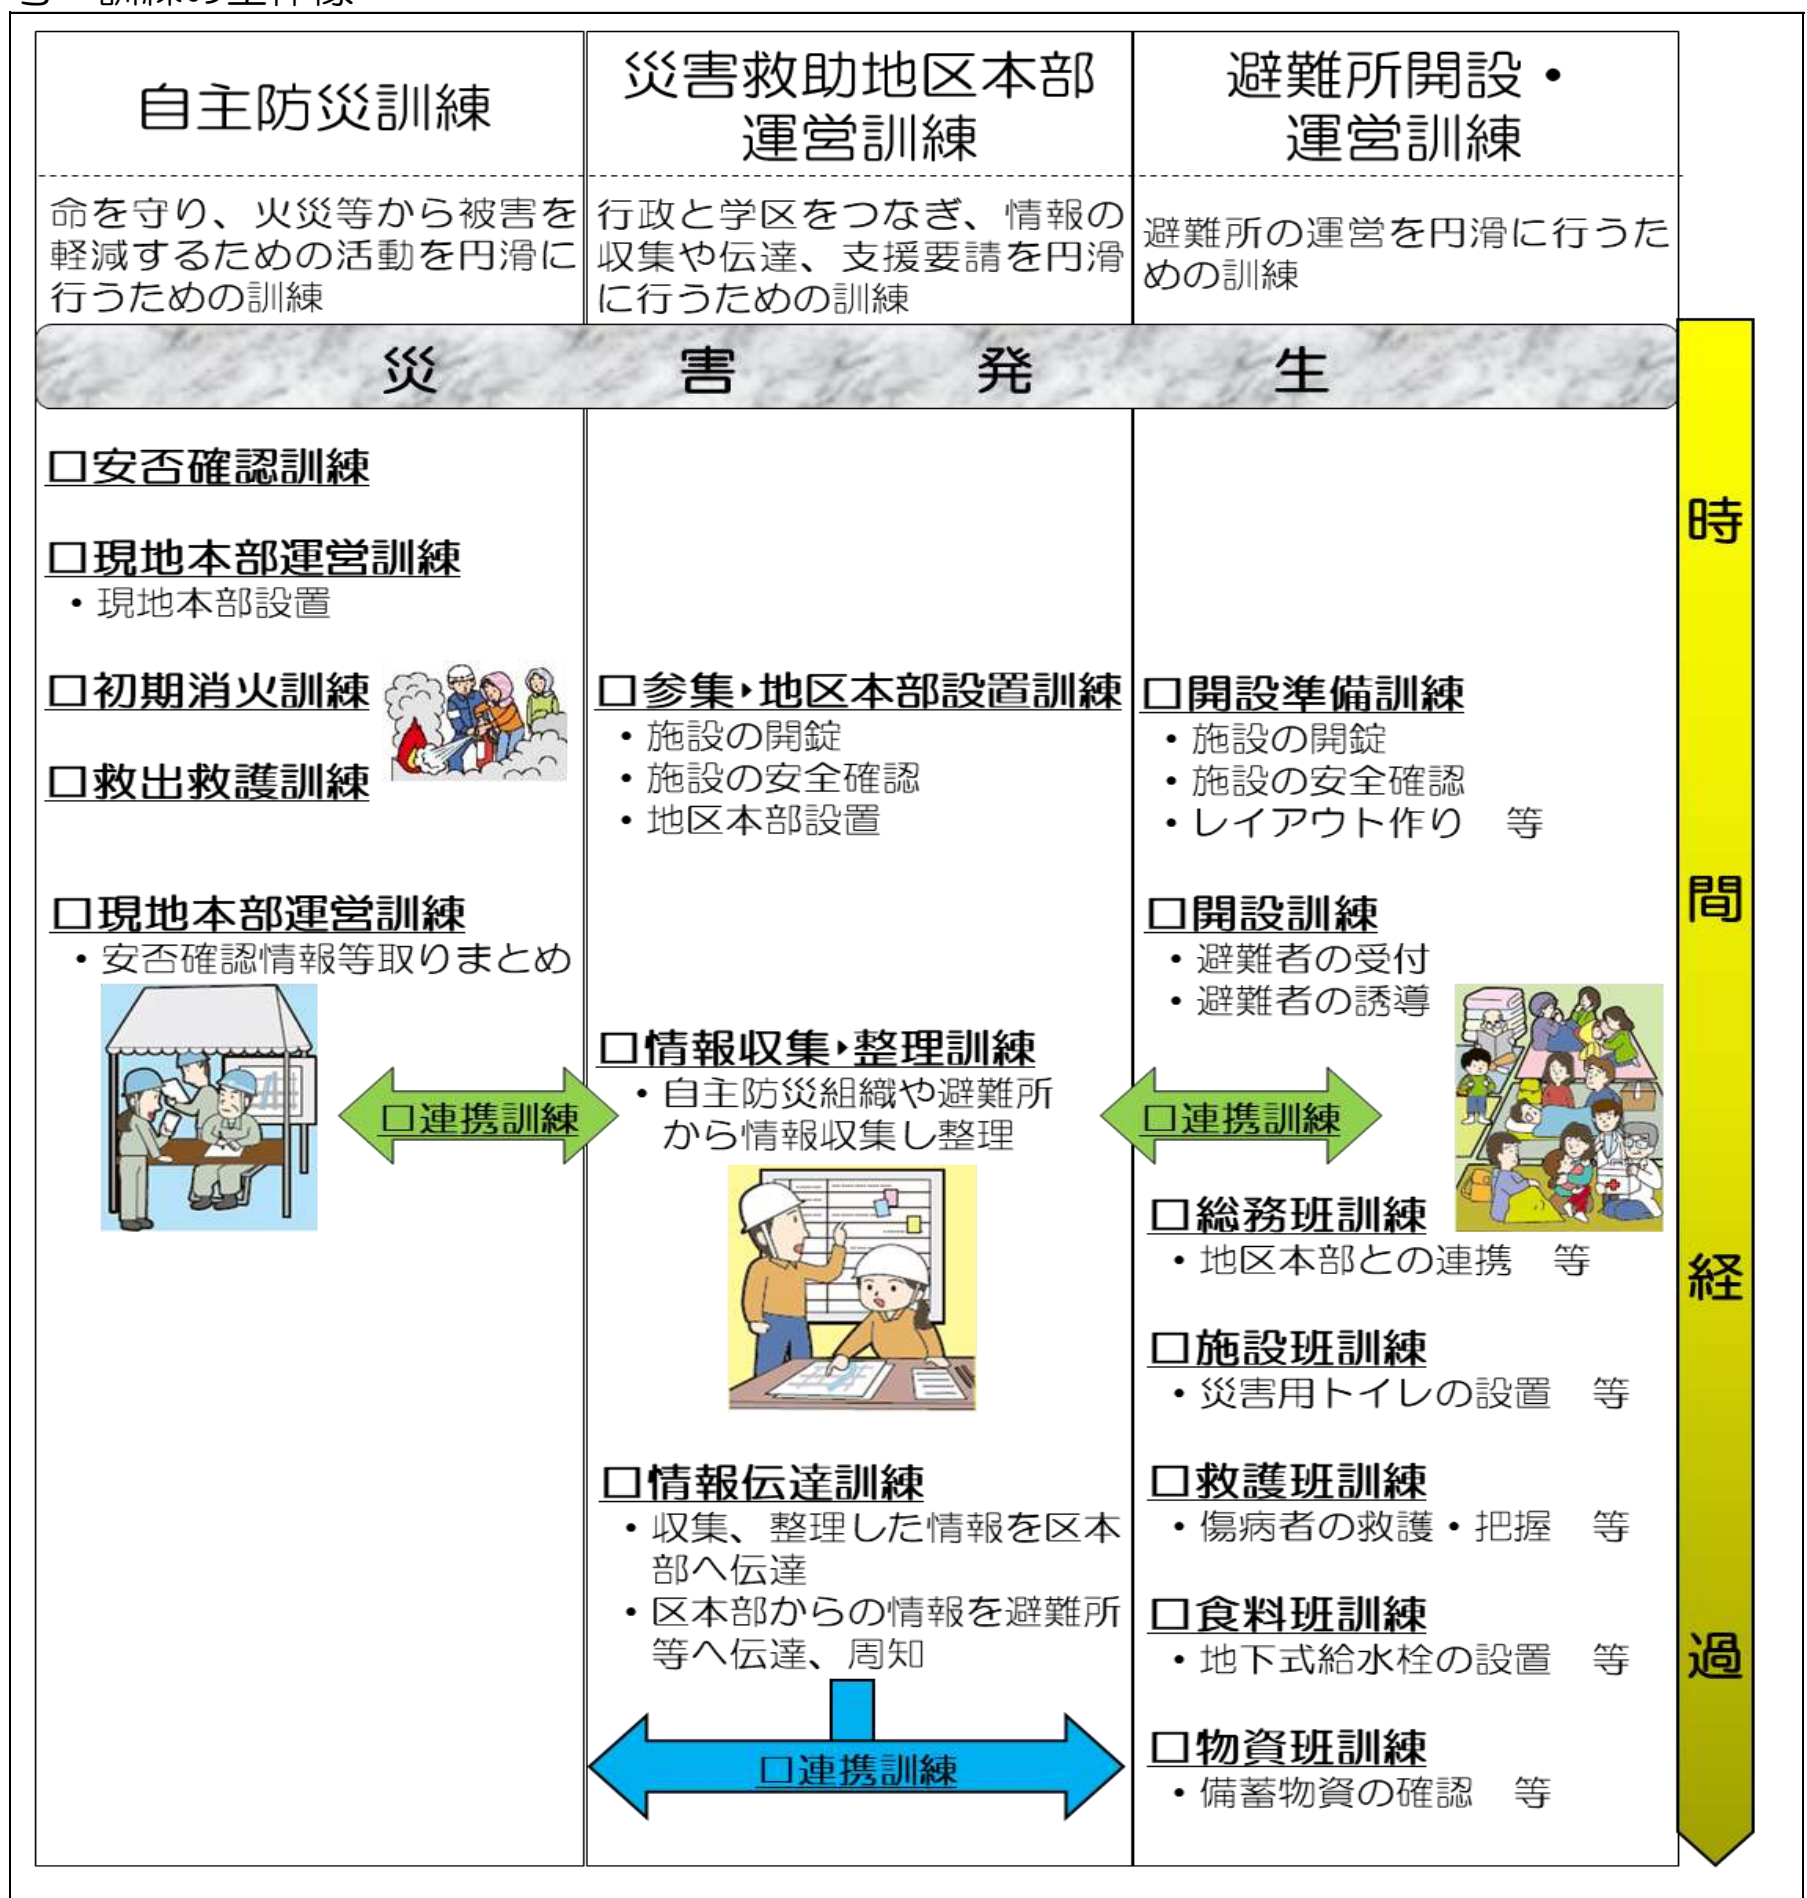 訓練の全体像
自主防災訓練
命を守り、火災等から被害を
軽減するための活動を円滑に
行うための訓練
災害救助地区本部
運営訓練
行政と学区をつなぎ、情報の
収集や伝達、支援要請を円滑
に行うための訓練
避難所開設・
運営訓練
避難所の運営を円滑に行うた
めの訓練
災害発生
時間経過
□安否確認訓練
□現地本部運営訓練
・現地本部設置
□初期消火訓練
□救出救護訓練
□現地本部運営訓練
・安否確認情報等取りまとめ
□連携訓練
□参集・地区本部設置訓練
・施設の開錠
・施設の安全確認
・地区本部設置
□情報収集・整理訓練
・自主防災組織や避難所
から情報収集し整理
□情報伝達訓練
・収集、整理した情報を区本
部へ伝達
・区本部からの情報を避難所
等へ伝達、周知
□連携訓練
□連携訓練
□開設準備訓練
・施設の開錠
・施設の安全確認
・レイアウト作り　等
□開設訓練
・避難者の受付
・避難者の誘導
□総務班訓練
・地区本部との連携　等
□施設班訓練
・災害用トイレの設置　等
□救護班訓練
・傷病者の救護・把握　等
□食料班訓練
・地下式給水栓の設置　等
□物資班訓練
・備蓄物資の確認　等